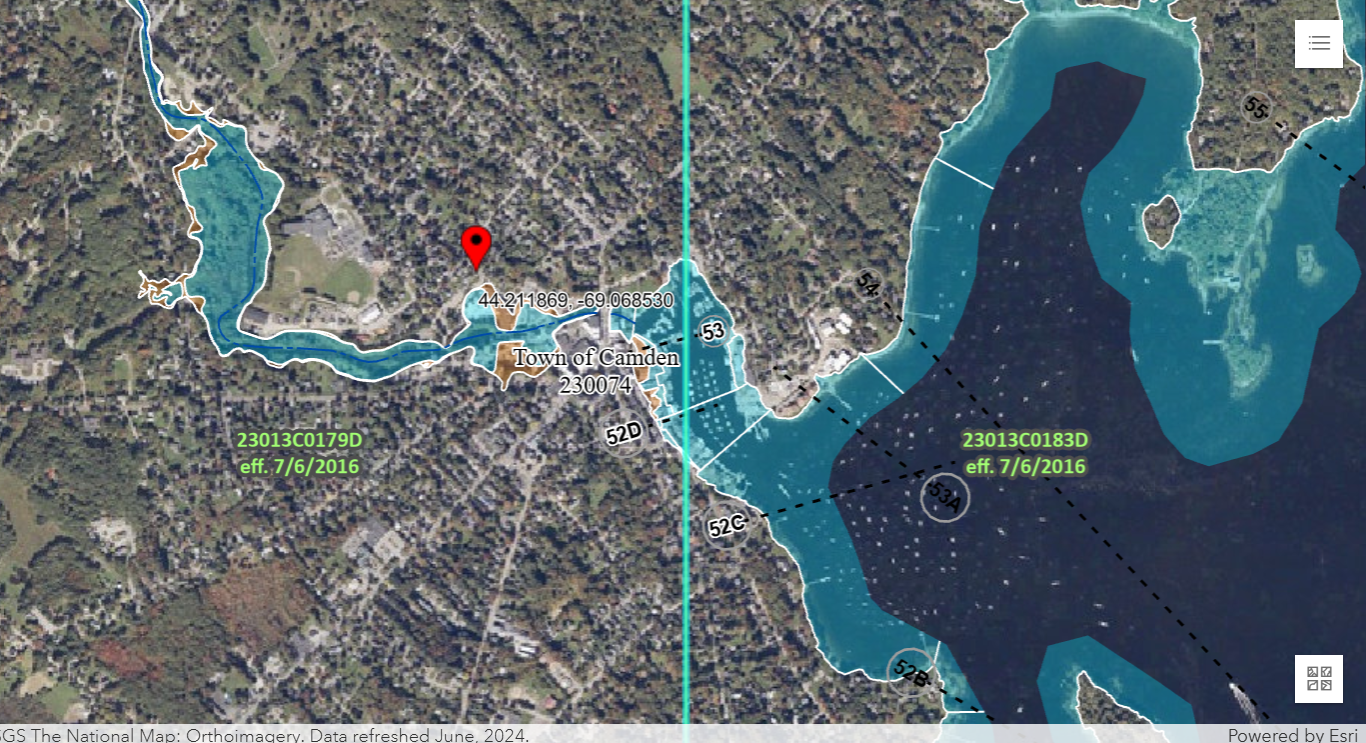 55
54
44.211869, -69.068530
53
Town of Camden
230074
52D
23013C0179D
eff. 7/6/2016
23013C0183D
eff. 7/6/2016
53A
52C
52B
SGS The National Map: Orthoimagery. Data refreshed June, 2024.
Powered by Esri